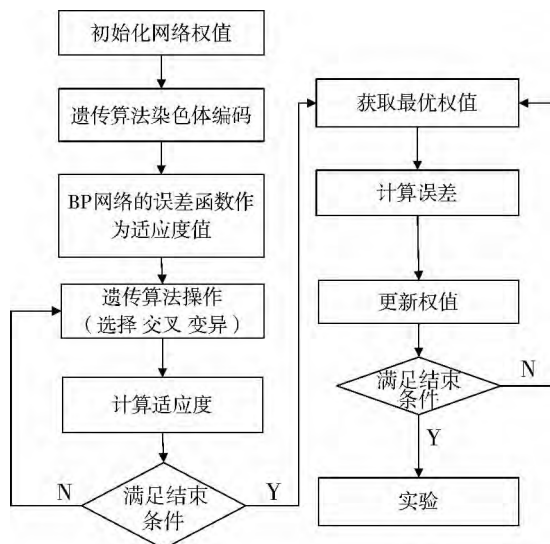 初始化网络权值
遗传算法染色体编码
BP网络的误差函数作
为适应度值
遗传算法操作
（选择 交叉 变异）
计算适应度
满足结束
条件
N
Y
获取最优权值
计算误差
更新权值
满足结束
条件
N
Y
实验